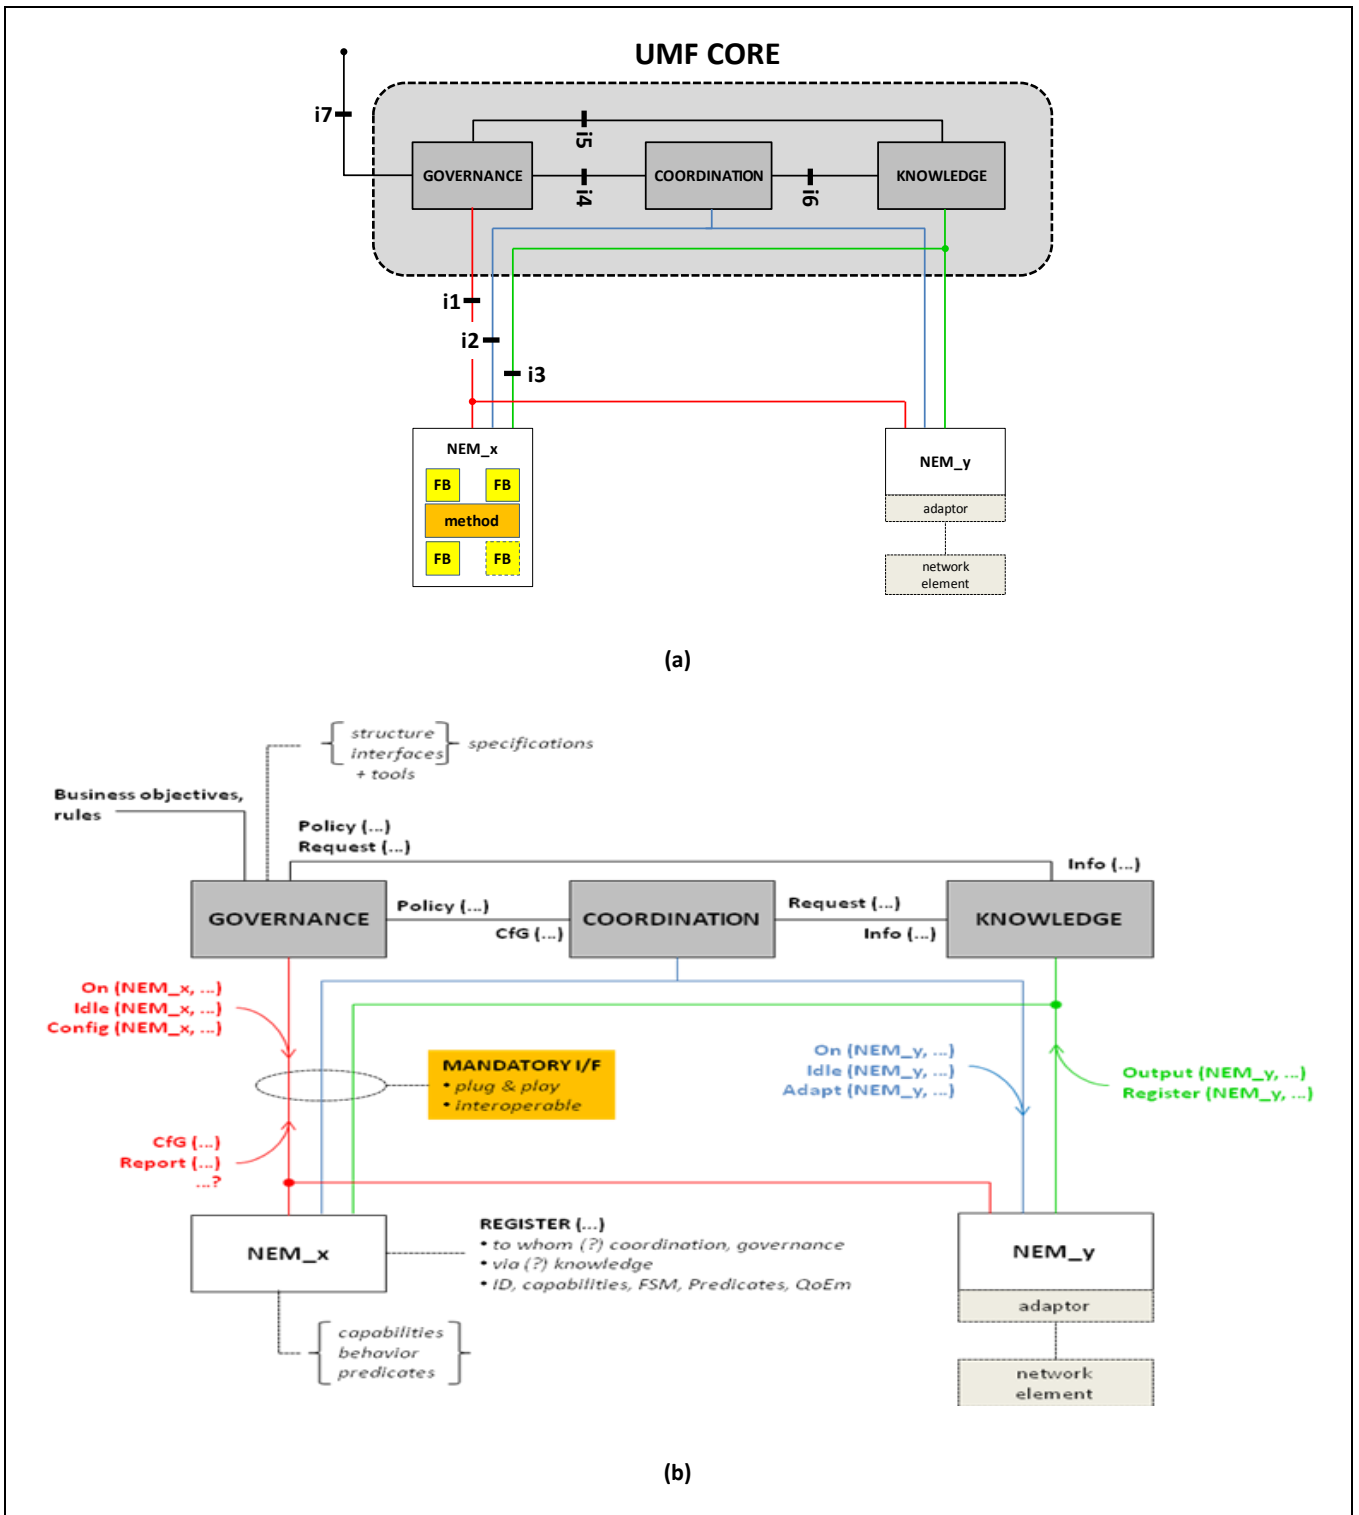 UMF CORE
i7
i5
GOVERNANCE
COORDINATION
KNOWLEDGE
i4
i6
i1
i2
i3
NEM_x
FB
FB
method
FB
FB
NEM_y
adaptor
network
element
(a)
structure
interfaces
+ tools
specifications
Business objectives,
rules
Policy (...)
Request (...)
Info (...)
GOVERNANCE
Policy (...)
CfG (...)
COORDINATION
Request (...)
Info (...)
KNOWLEDGE
On (NEM_x, ...)
Idle (NEM_x, ...)
Config (NEM_x, ...)
MANDATORY I/F
• plug & play
• interoperable
On (NEM_y, ...)
Idle (NEM_y, ...)
Adapt (NEM_y, ...)
Output (NEM_y, ...)
Register (NEM_y, ...)
CfG (...)
Report (...)
...?
NEM_x
REGISTER (...)
• to whom (?) coordination, governance
• via (?) knowledge
• ID, capabilities, FSM, Predicates, QoEm
NEM_y
adaptor
network
element
capabilities
behavior
predicates
(b)